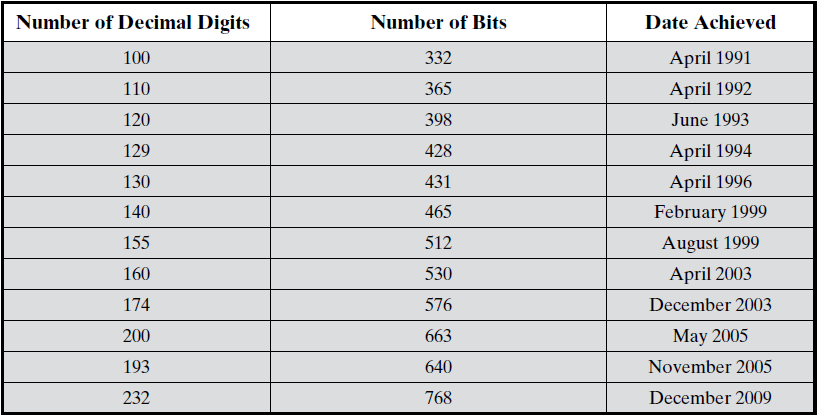 Number of Decimal Digits Number of Bits Date Achieved
100 332 April 1991
110 365 April 1992
120 398 June 1993
129 428 April 1994
130 431 April 1996
140 465 February 1999
155 512 August 1999
160 530 April 2003
174 576 December 2003
200 663 May 2005
193 640 November 2005
232 768 December 2009